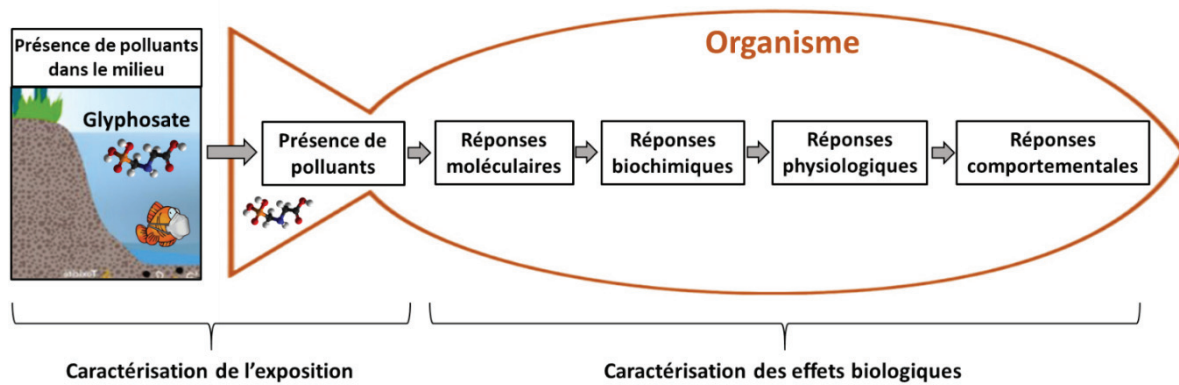 Présence de polluants
dans le milieu
Glyphosate
Organisme
Présence de
polluants
Réponses
moléculaires
Réponses
biochimiques
Réponses
physiologiques
Réponses
comportementales
Caractérisation de l'exposition
Caractérisation des effets biologiques